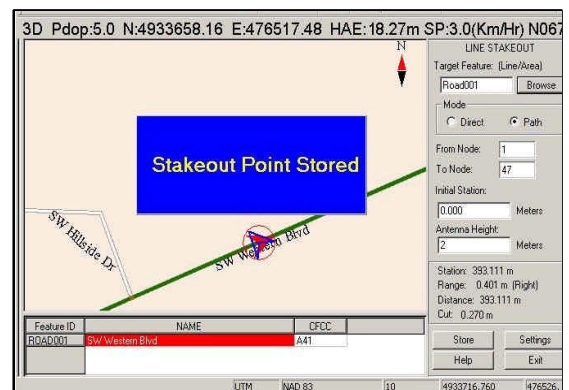 3D Pdop:5.0 N:4933658.16 E:476517.48 HAE:18.27m SP:3.0(Km/Hr) N067
N
Stakeout Point Stored
SW Hillside Dr
SW Western Blvd
LINE STAKEOUT
Target Feature: (Line/Area)
Road001 Browse
Mode
Direct Path
From Node: 1
To Node: 47
Initial Station:
0.000 Meters
Antenna Height:
2 Meters
Station: 393.111 m
Range: 0.401 m (Right)
Distance: 393.111 m
Cut: 0.270 m
Store Settings
Help Exit
Feature ID NAME CFCC
ROAD001 SW Western Blvd A41
UTM NAD 83 10 4933716.760 476526.